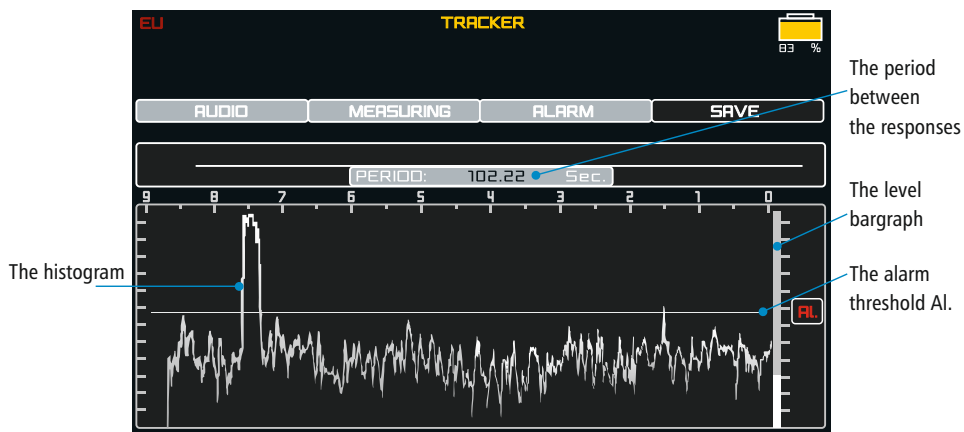 EU TRACKER
83 %
AUDIO MEASURING ALARM SAVE
The period
between
the responses
PERIOD: 102.22 Sec.
9 8 7 6 5 4 3 2 1 0
The level
bargraph
The histogram
The alarm
threshold Al.
Al.